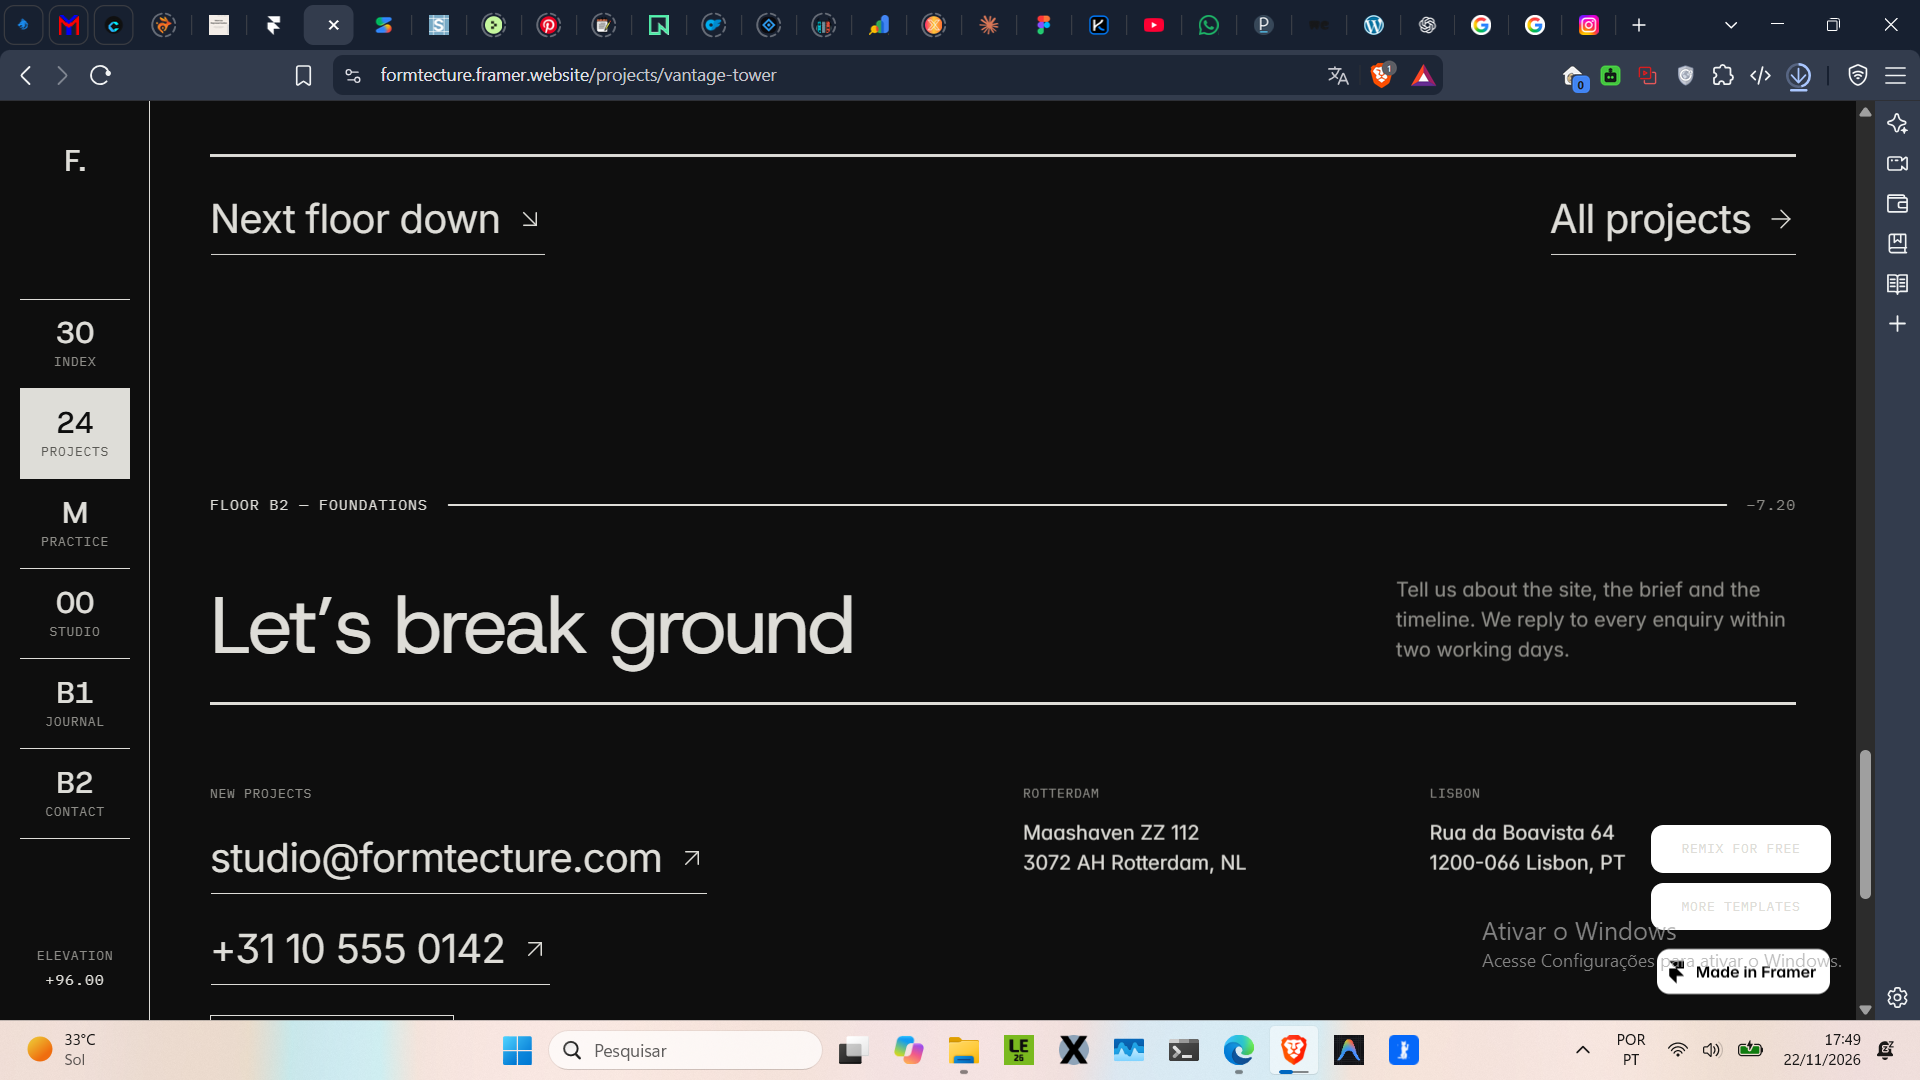 formtecture.framer.website/projects/vantage-tower
1
0
F.
30
INDEX
24
PROJECTS
M
PRACTICE
00
STUDIO
B1
JOURNAL
B2
CONTACT
ELEVATION
+96.00
Next floor down
All projects
FLOOR B2 — FOUNDATIONS
-7.20
Let’s break ground
Tell us about the site, the brief and the
timeline. We reply to every enquiry within
two working days.
NEW PROJECTS
studio@formtecture.com
+31 10 555 0142
ROTTERDAM
Maashaven ZZ 112
3072 AH Rotterdam, NL
LISBON
Rua da Boavista 64
1200-066 Lisbon, PT
REMIX FOR FREE
MORE TEMPLATES
Ativar o Windows
Acesse Configurações para ativar o Windows.
Made in Framer
33°C
Sol
Pesquisar
LE
26
POR
PT
17:49
22/11/2026